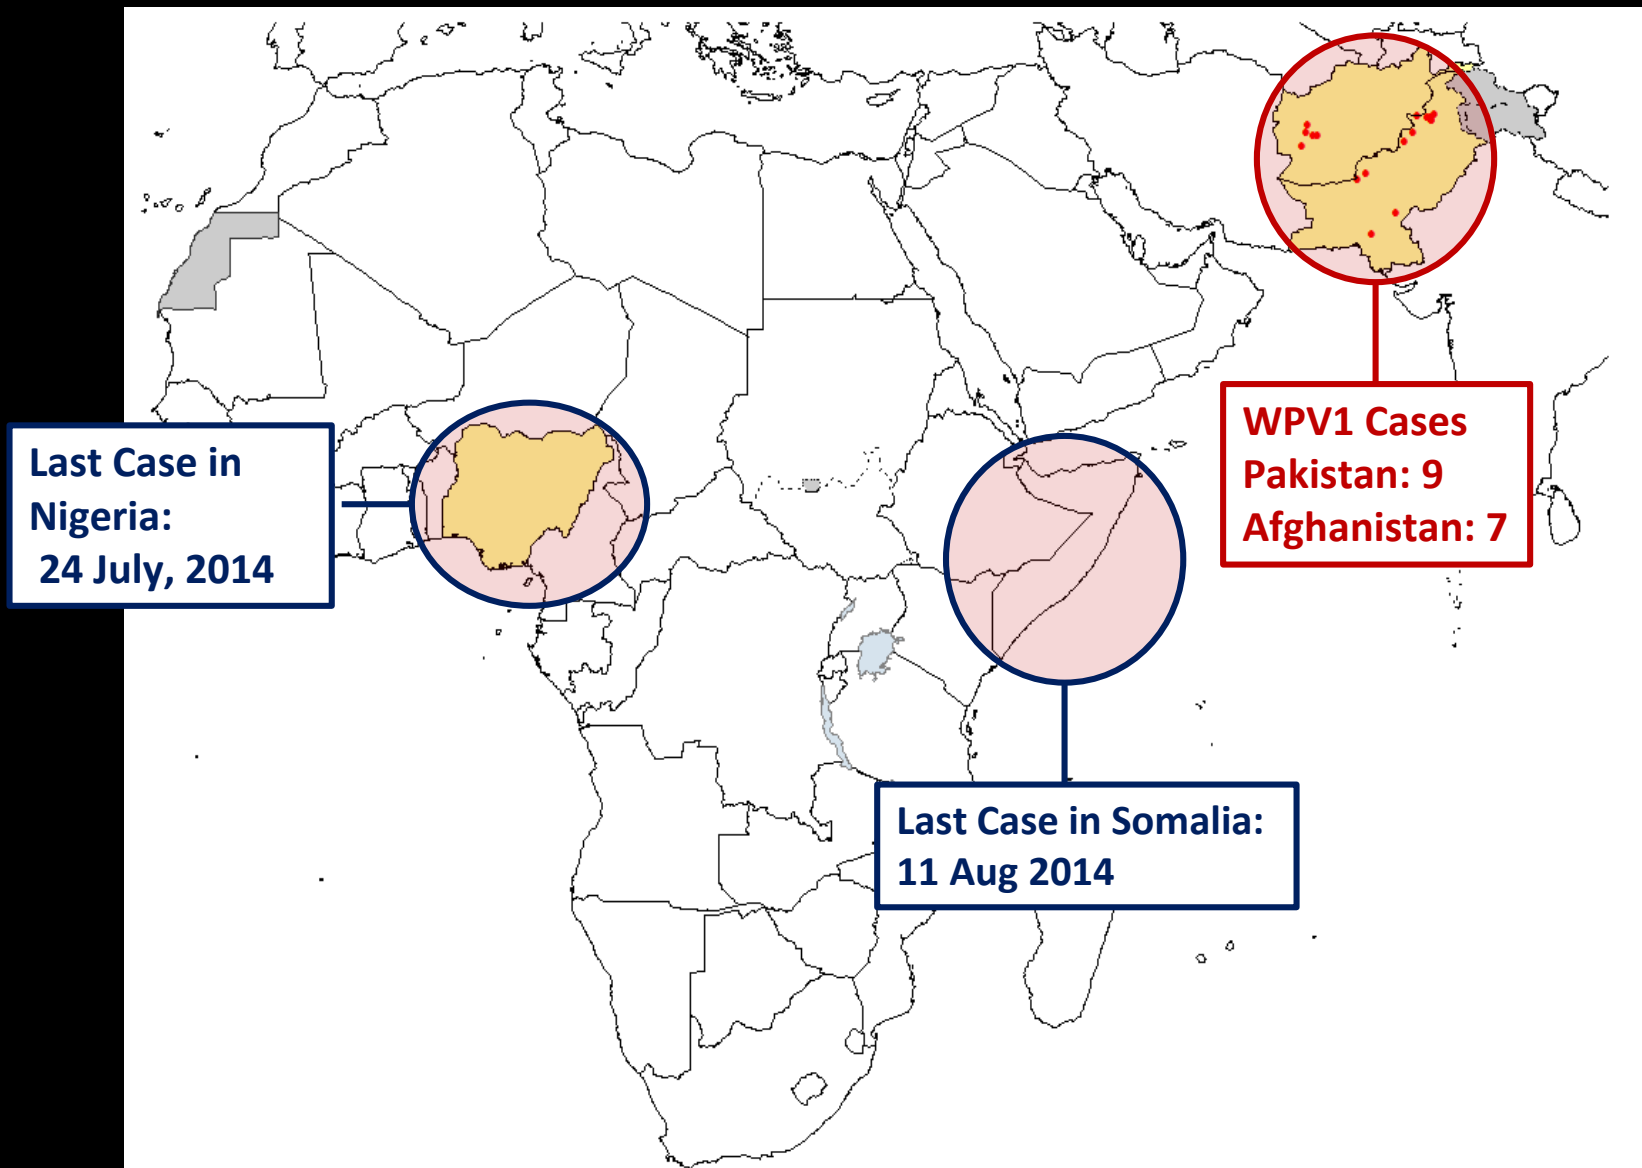 Last Case in
Nigeria:
24 July, 2014
WPV1 Cases
Pakistan: 9
Afghanistan: 7
Last Case in Somalia:
11 Aug 2014